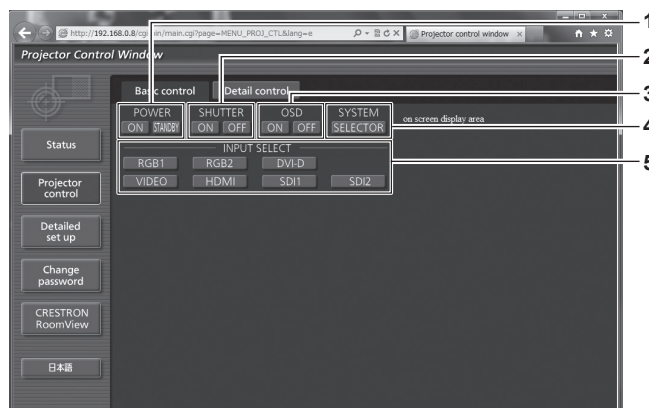 http://192.168.0.8/cgi-bin/main.cgi?page=MENU_PROJ_CTL&lang=e
Projector control window
Projector Control Window
Basic control
Detail control
POWER
ON STANDBY
SHUTTER
ON OFF
OSD
ON OFF
SYSTEM
SELECTOR
on screen display area
INPUT SELECT
RGB1 RGB2 DVI-D
VIDEO HDMI SDI1 SDI2
Status
Projector
control
Detailed
set up
Change
password
CRESTRON
RoomView
日本語
1
2
3
4
5